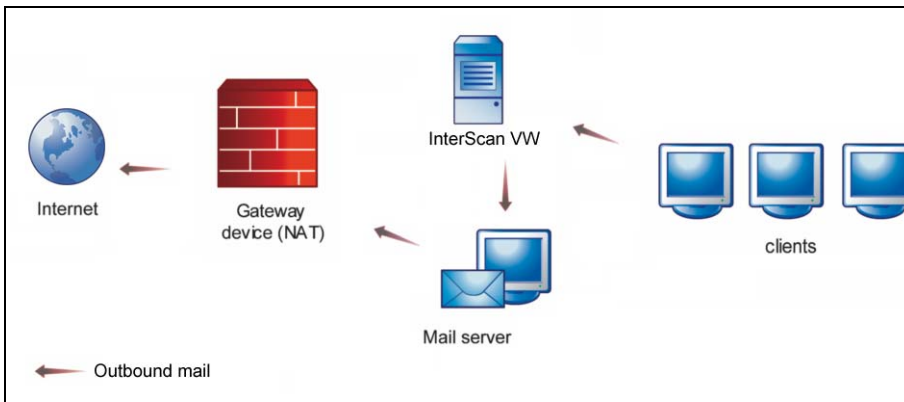 InterScan VW
Internet
Gateway
device (NAT)
clients
Mail server
Outbound mail